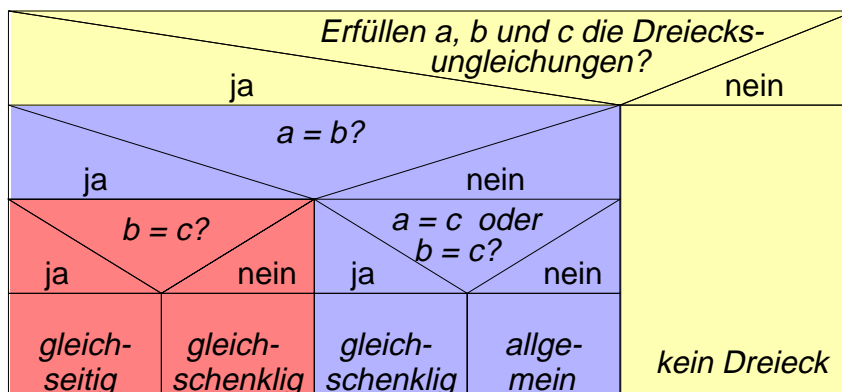 Erfüllen a, b und c die Dreiecks-
ungleichungen?
ja
nein
a = b?
ja
nein
b = c?
ja
nein
a = c oder
b = c?
ja
nein
gleich-
seitig
gleich-
schenklig
gleich-
schenklig
allge-
mein
kein Dreieck